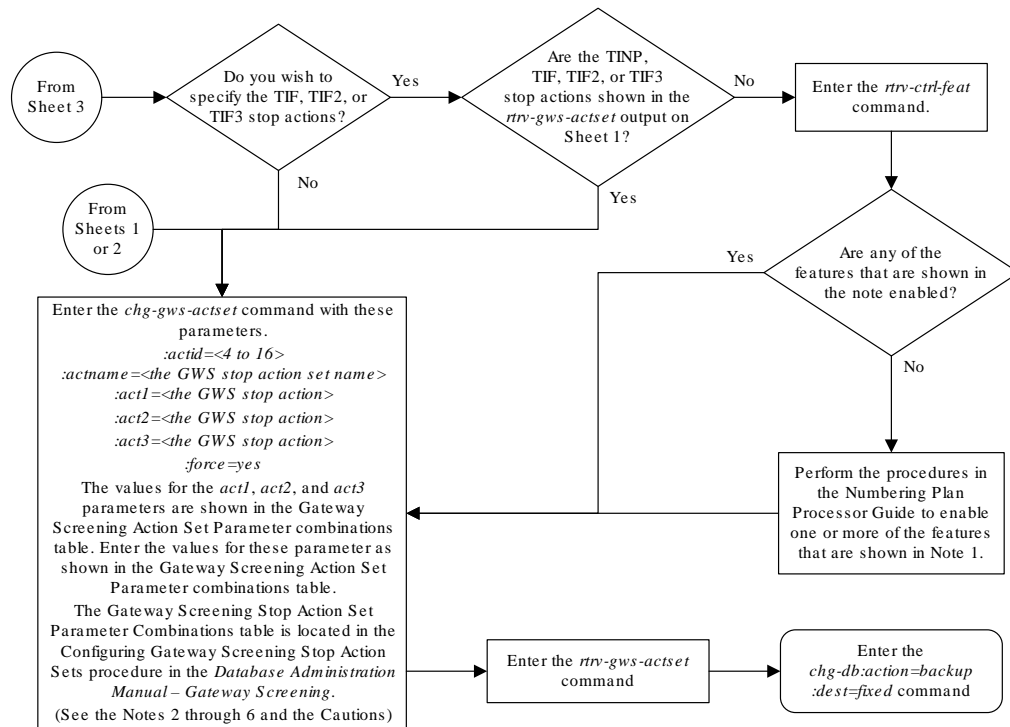 From
Sheet 3
Do you wish to
specify the TIF, TIF2, or
TIF3 stop actions?
Yes
No
Are the TINP,
TIF, TIF2, or TIF3
stop actions shown in the
rtrv-gws-actset output on
Sheet 1?
No
Yes
Enter the rtrv-ctrl-feat
command.
From
Sheets 1
or 2
Are any of the
features that are shown in
the note enabled?
Yes
No
Perform the procedures in
the Numbering Plan
Processor Guide to enable
one or more of the features
that are shown in Note 1.
Enter the chg-gws-actset command with these
parameters.
:actid=<4 to 16>
:actname=<the GWS stop action set name>
:act1=<the GWS stop action>
:act2=<the GWS stop action>
:act3=<the GWS stop action>
:force=yes
The values for the act1, act2, and act3
parameters are shown in the Gateway
Screening Action Set Parameter combinations
table. Enter the values for these parameter as
shown in the Gateway Screening Action Set
Parameter combinations table.
The Gateway Screening Stop Action Set
Parameter Combinations table is located in the
Configuring Gateway Screening Stop Action
Sets procedure in the Database Administration
Manual – Gateway Screening.
(See the Notes 2 through 6 and the Cautions)
Enter the rtrv-gws-actset
command
Enter the
chg-db:action=backup
:dest=fixed command